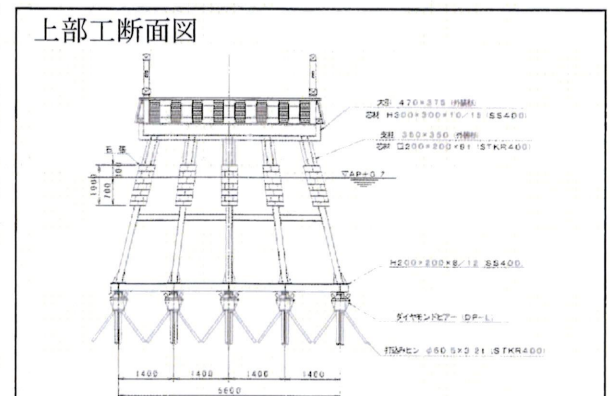 上部工断面図
大引 470×375 (外装材)
芯材 H300×300×10/15 (SS400)
支柱 350×350 (外装材)
芯材 □200×200×6t (STKR400)
石張
▽AP+0.7
1000
300
700
H200×200×8/12 (SS400)
ダイヤモンドピアー (DP-L)
打込みピン φ60.5×2.3t (STKR400)
1400 1400 1400 1400
5600